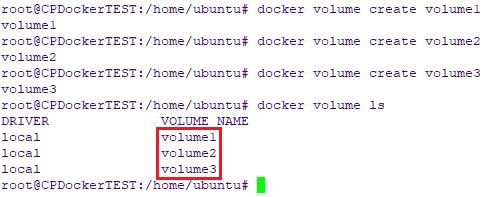 root@CPDockerTEST:/home/ubuntu# docker volume create volume1
volume1
root@CPDockerTEST:/home/ubuntu# docker volume create volume2
volume2
root@CPDockerTEST:/home/ubuntu# docker volume create volume3
volume3
root@CPDockerTEST:/home/ubuntu# docker volume ls
DRIVER              VOLUME NAME
local               volume1
local               volume2
local               volume3
root@CPDockerTEST:/home/ubuntu#